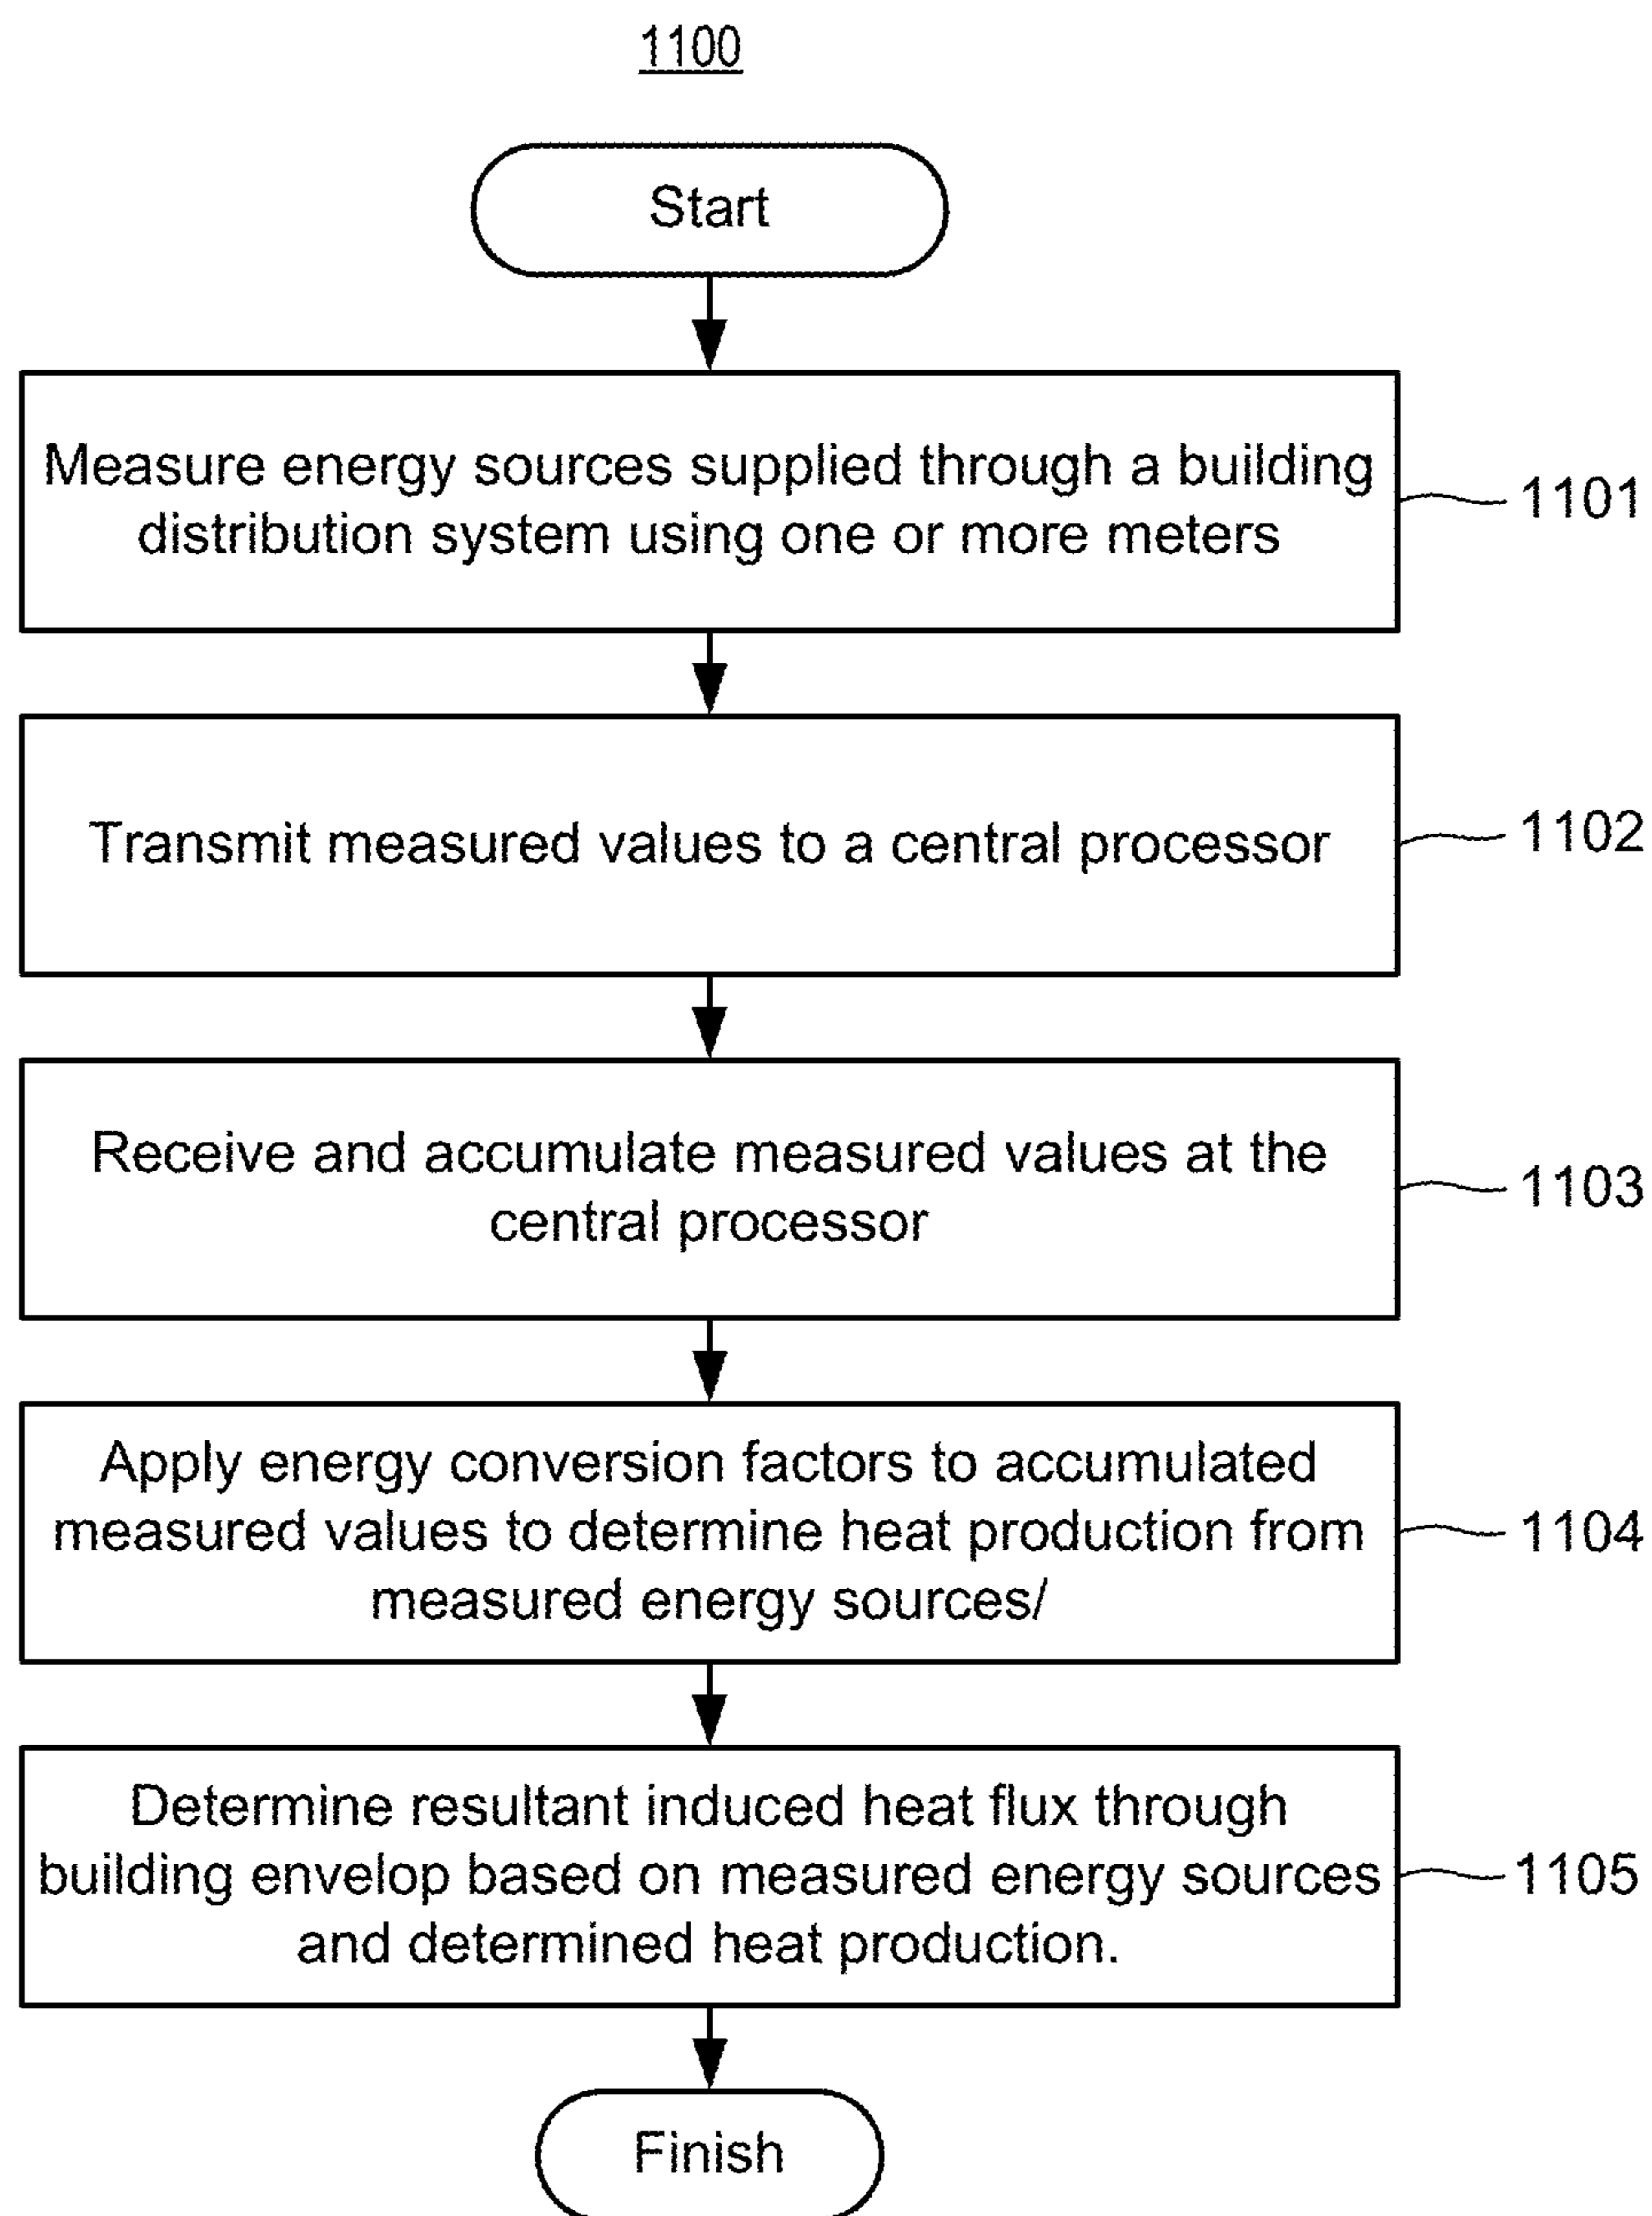 1100
Start
Measure energy sources supplied through a building
distribution system using one or more meters
1101
Transmit measured values to a central processor
1102
Receive and accumulate measured values at the
central processor
1103
Apply energy conversion factors to accumulated
measured values to determine heat production from
measured energy sources/
1104
Determine resultant induced heat flux through
building envelop based on measured energy sources
and determined heat production.
1105
Finish